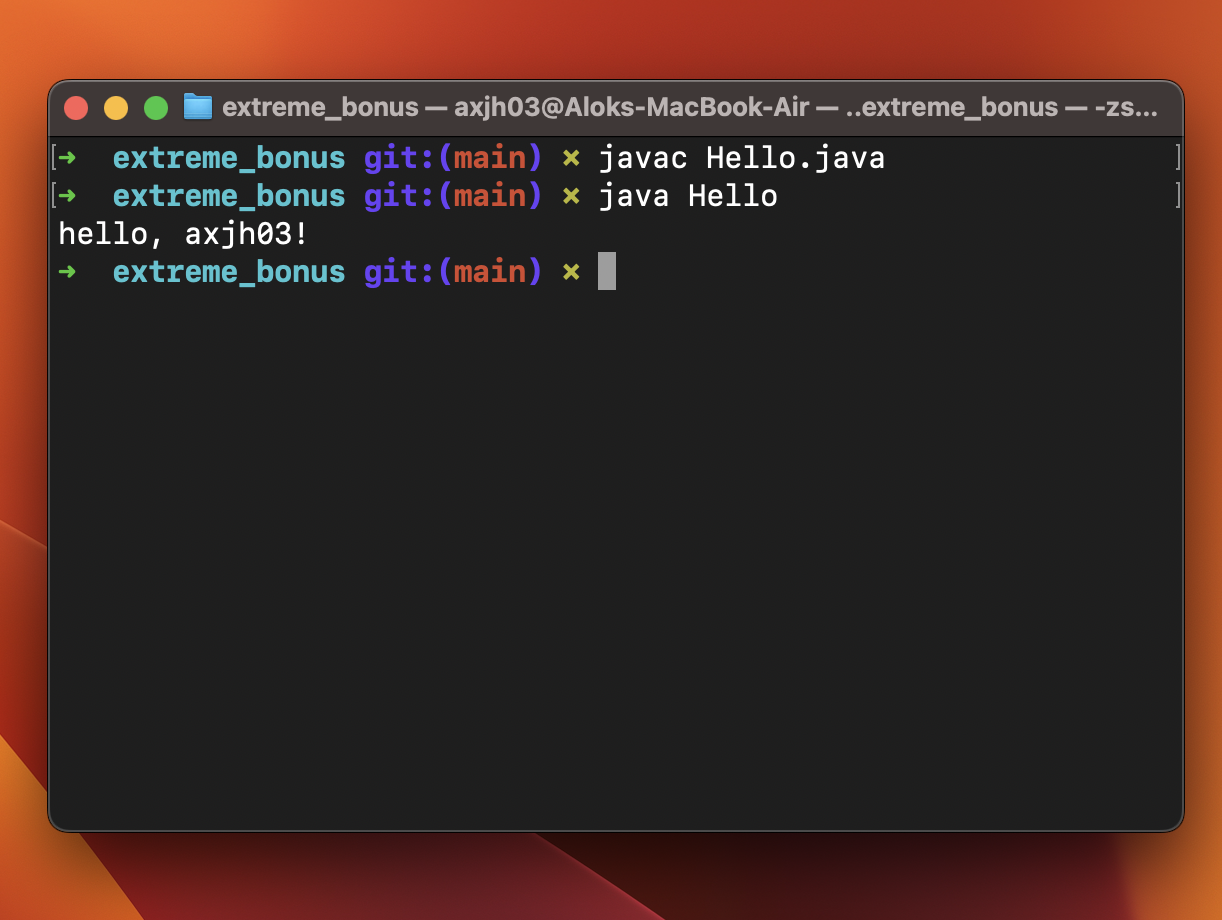 extreme_bonus — axjh03@Aloks-MacBook-Air — ..extreme_bonus — -zs...
[➜  extreme_bonus git:(main) ✗ javac Hello.java ]
[➜  extreme_bonus git:(main) ✗ java Hello ]
hello, axjh03!
➜  extreme_bonus git:(main) ✗